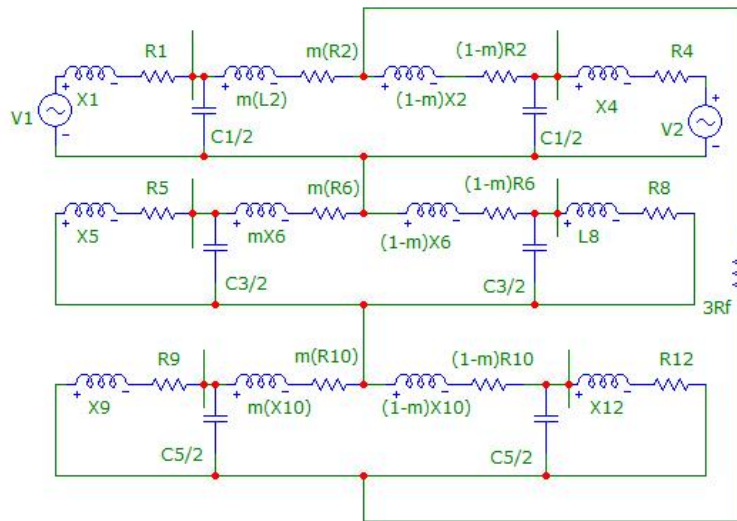 R1
m(R2)
(1-m)R2
R4
X1
m(L2)
(1-m)X2
X4
V1
V2
C1/2
C1/2
R5
m(R6)
(1-m)R6
R8
X5
mX6
(1-m)X6
L8
C3/2
C3/2
3Rf
R9
m(R10)
(1-m)R10
R12
X9
m(X10)
(1-m)X10)
X12
C5/2
C5/2